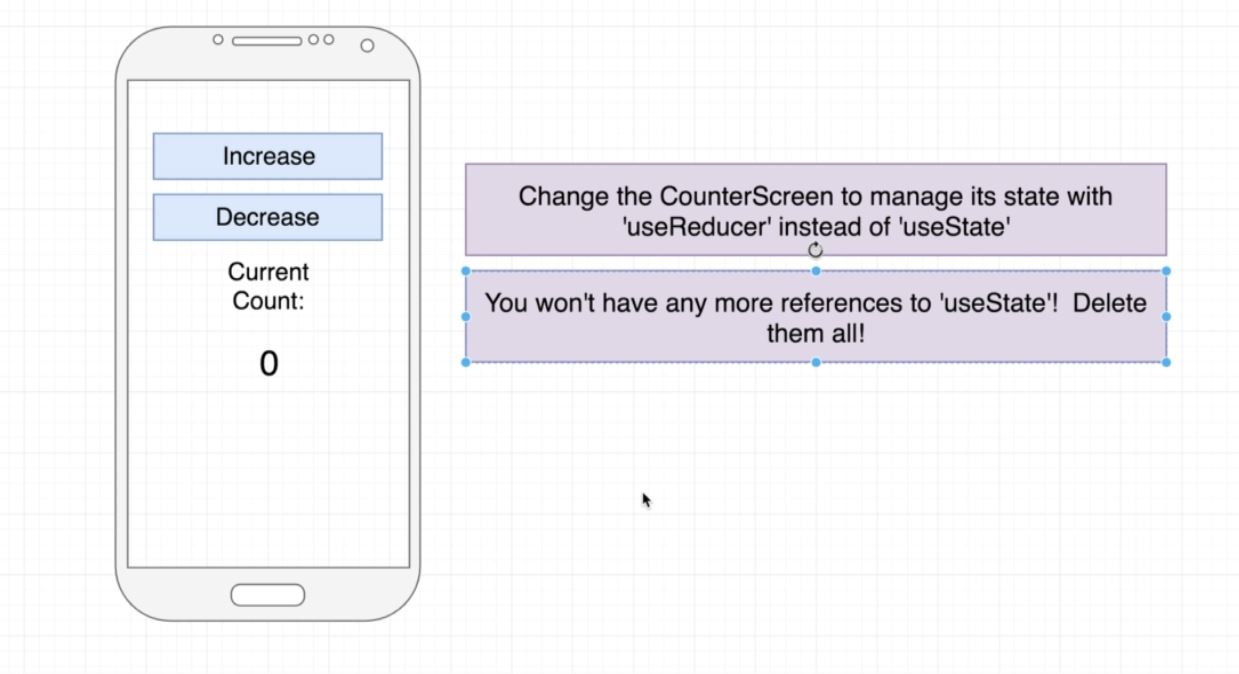 Increase
Decrease
Current
Count:
0
Change the CounterScreen to manage its state with
'useReducer' instead of 'useState'
You won't have any more references to 'useState'!  Delete
them all!